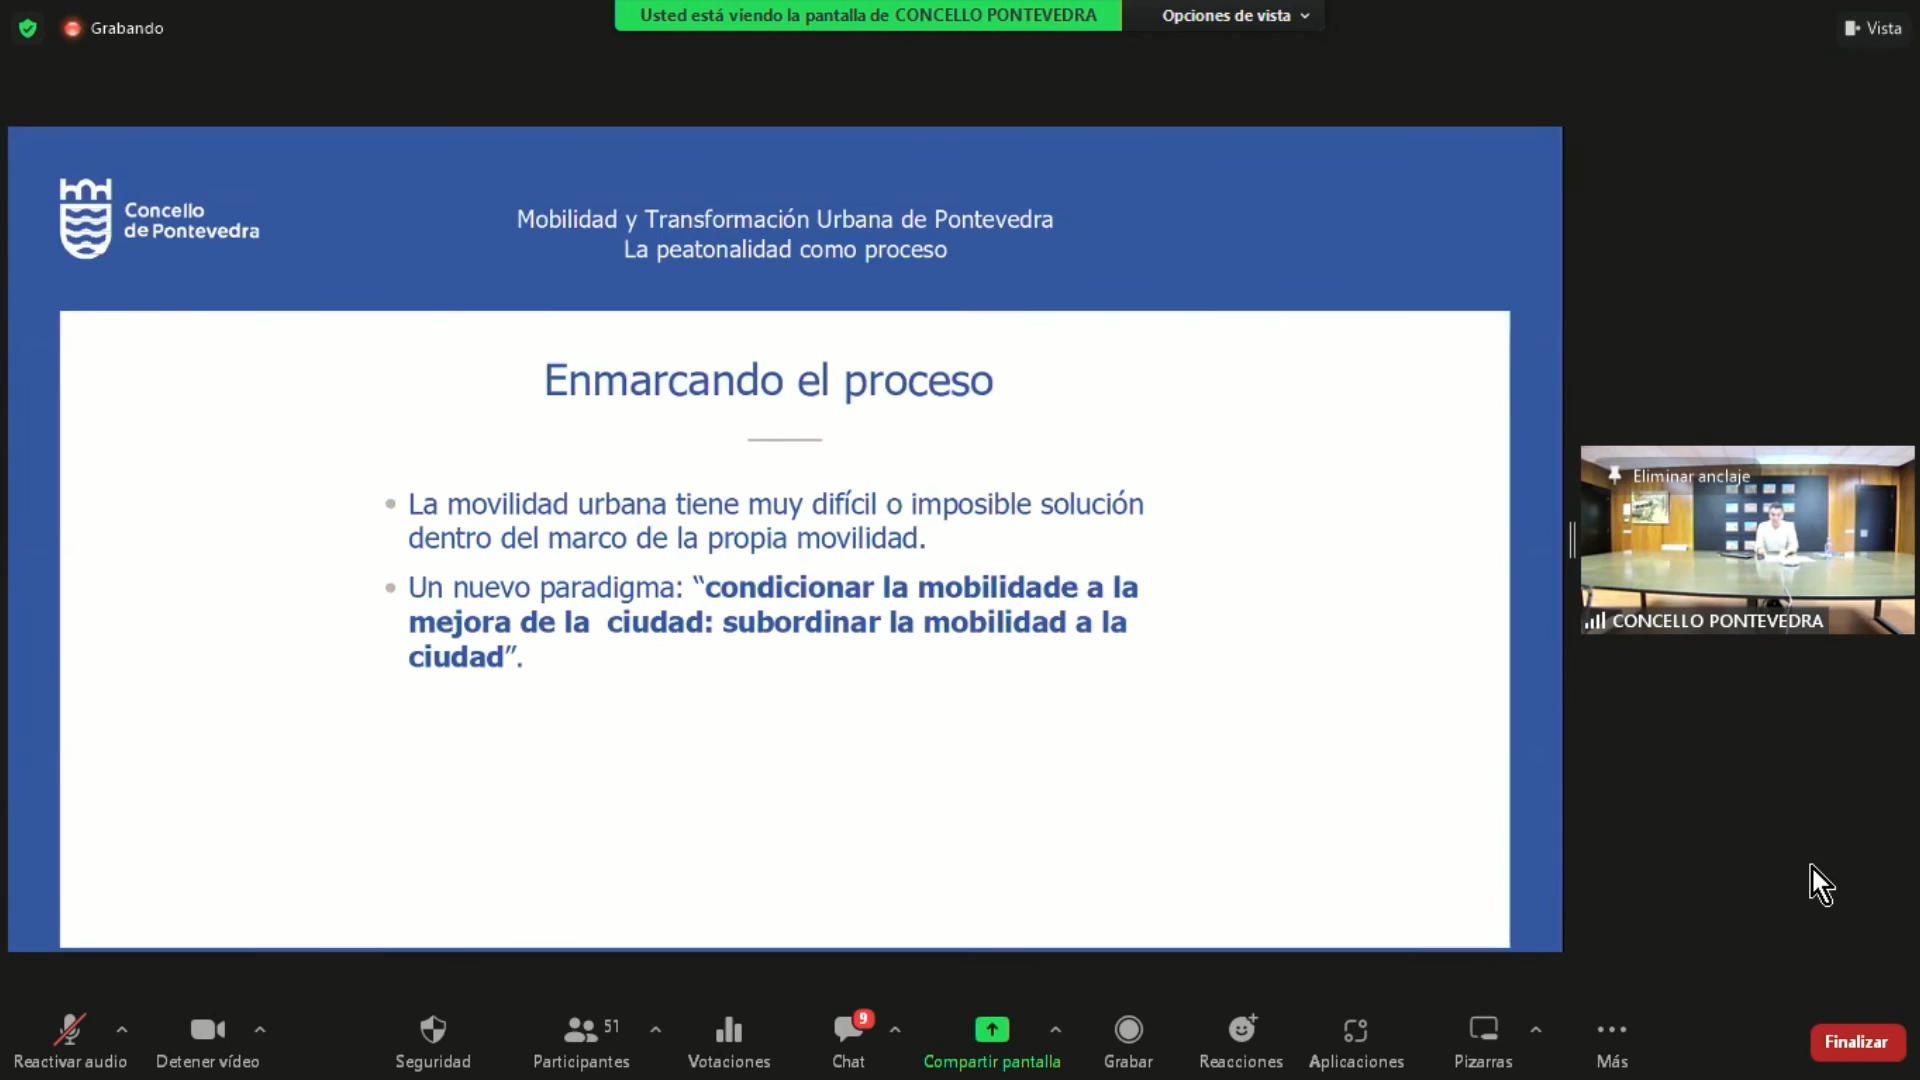 Grabando
Usted está viendo la pantalla de CONCELLO PONTEVEDRA
Opciones de vista
Vista
Concello
de Pontevedra
Mobilidad y Transformación Urbana de Pontevedra
La peatonalidad como proceso
Enmarcando el proceso
• La movilidad urbana tiene muy difícil o imposible solución
dentro del marco de la propia movilidad.
• Un nuevo paradigma: “condicionar la mobilidade a la
mejora de la  ciudad: subordinar la mobilidad a la
ciudad”.
Eliminar anclaje
CONCELLO PONTEVEDRA
Reactivar audio
Detener vídeo
Seguridad
51
Participantes
Votaciones
9
Chat
Compartir pantalla
Grabar
Reacciones
Aplicaciones
Pizarras
Más
Finalizar